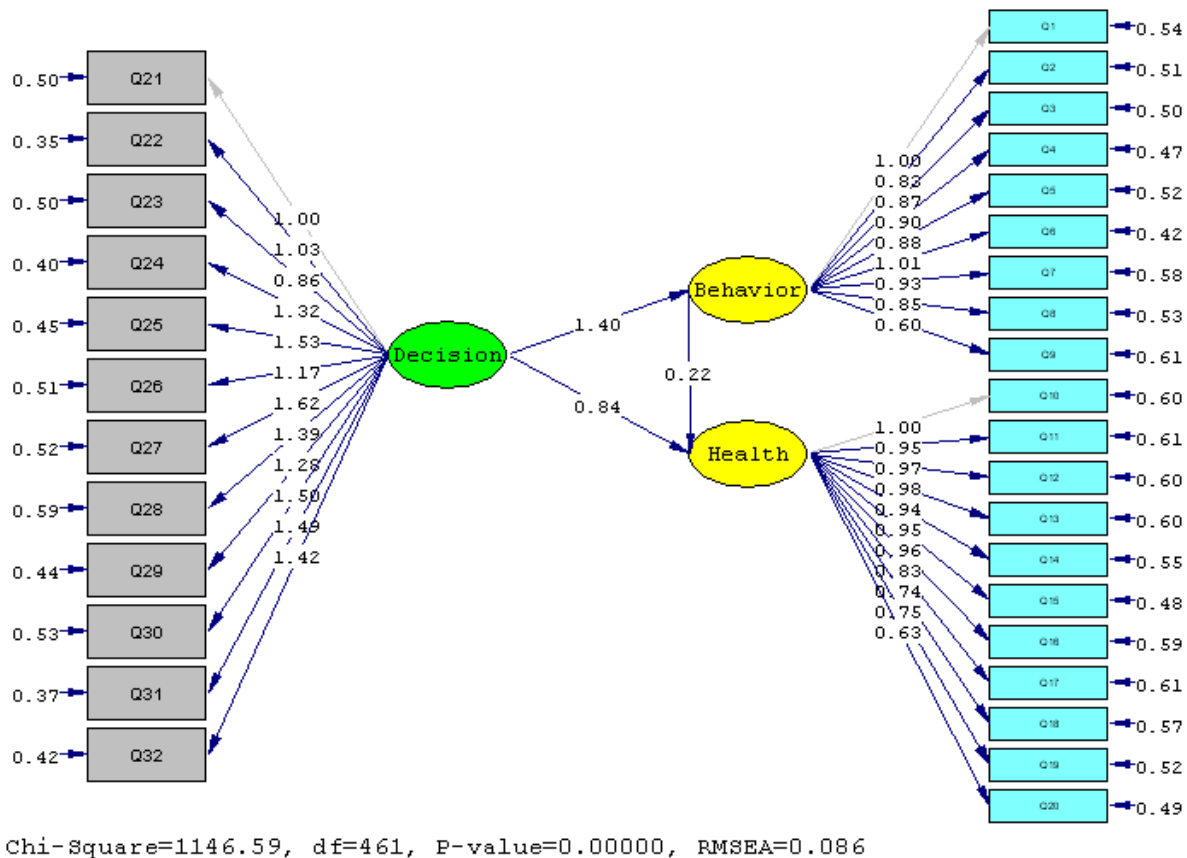 0.50
Q21
0.35
Q22
0.50
Q23
0.40
Q24
0.45
Q25
0.51
Q26
0.52
Q27
0.59
Q28
0.44
Q29
0.53
Q30
0.37
Q31
0.42
Q32
1.00
1.03
0.86
1.32
1.53
1.17
1.62
1.39
1.28
1.50
1.49
1.42
Decision
1.40
0.84
Behavior
0.22
Health
1.00
0.83
0.87
0.90
0.88
1.01
0.93
0.85
0.60
1.00
0.95
0.97
0.98
0.94
0.95
0.96
0.83
0.74
0.75
0.63
Q1
0.54
Q2
0.51
Q3
0.50
Q4
0.47
Q5
0.52
Q6
0.42
Q7
0.58
Q8
0.53
Q9
0.61
Q10
0.60
Q11
0.61
Q12
0.60
Q13
0.60
Q14
0.55
Q15
0.48
Q16
0.59
Q17
0.61
Q18
0.57
Q19
0.52
Q20
0.49
Chi-Square=1146.59, df=461, P-value=0.00000, RMSEA=0.086